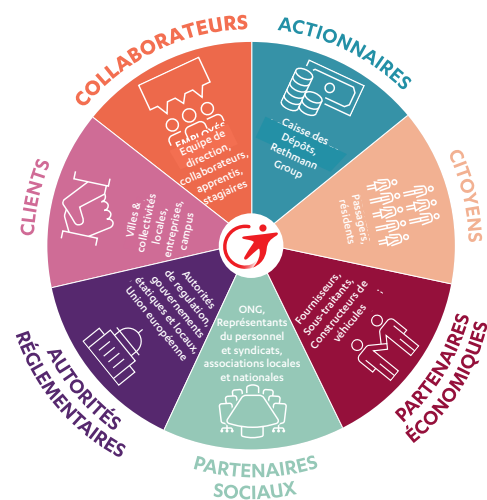 COLLABORATEURS
Equipe de
direction,
collaborateurs,
apprentis,
stagiaires
ACTIONNAIRES
Caisse des
Dépôts,
Rethmann
Group
CITOYENS
Passagers,
résidents
PARTENAIRES
ÉCONOMIQUES
Fournisseurs,
Sous-traitants,
Constructeurs de
véhicules
PARTENAIRES
SOCIAUX
ONG,
Représentants
du personnel
et syndicats,
associations locales
et nationales
AUTORITÉS
RÉGLEMENTAIRES
Autorités
de regulation,
gouvernements
étatiques et locaux,
Union européenne
CLIENTS
Villes &
collectivités
locales,
entreprises,
campus